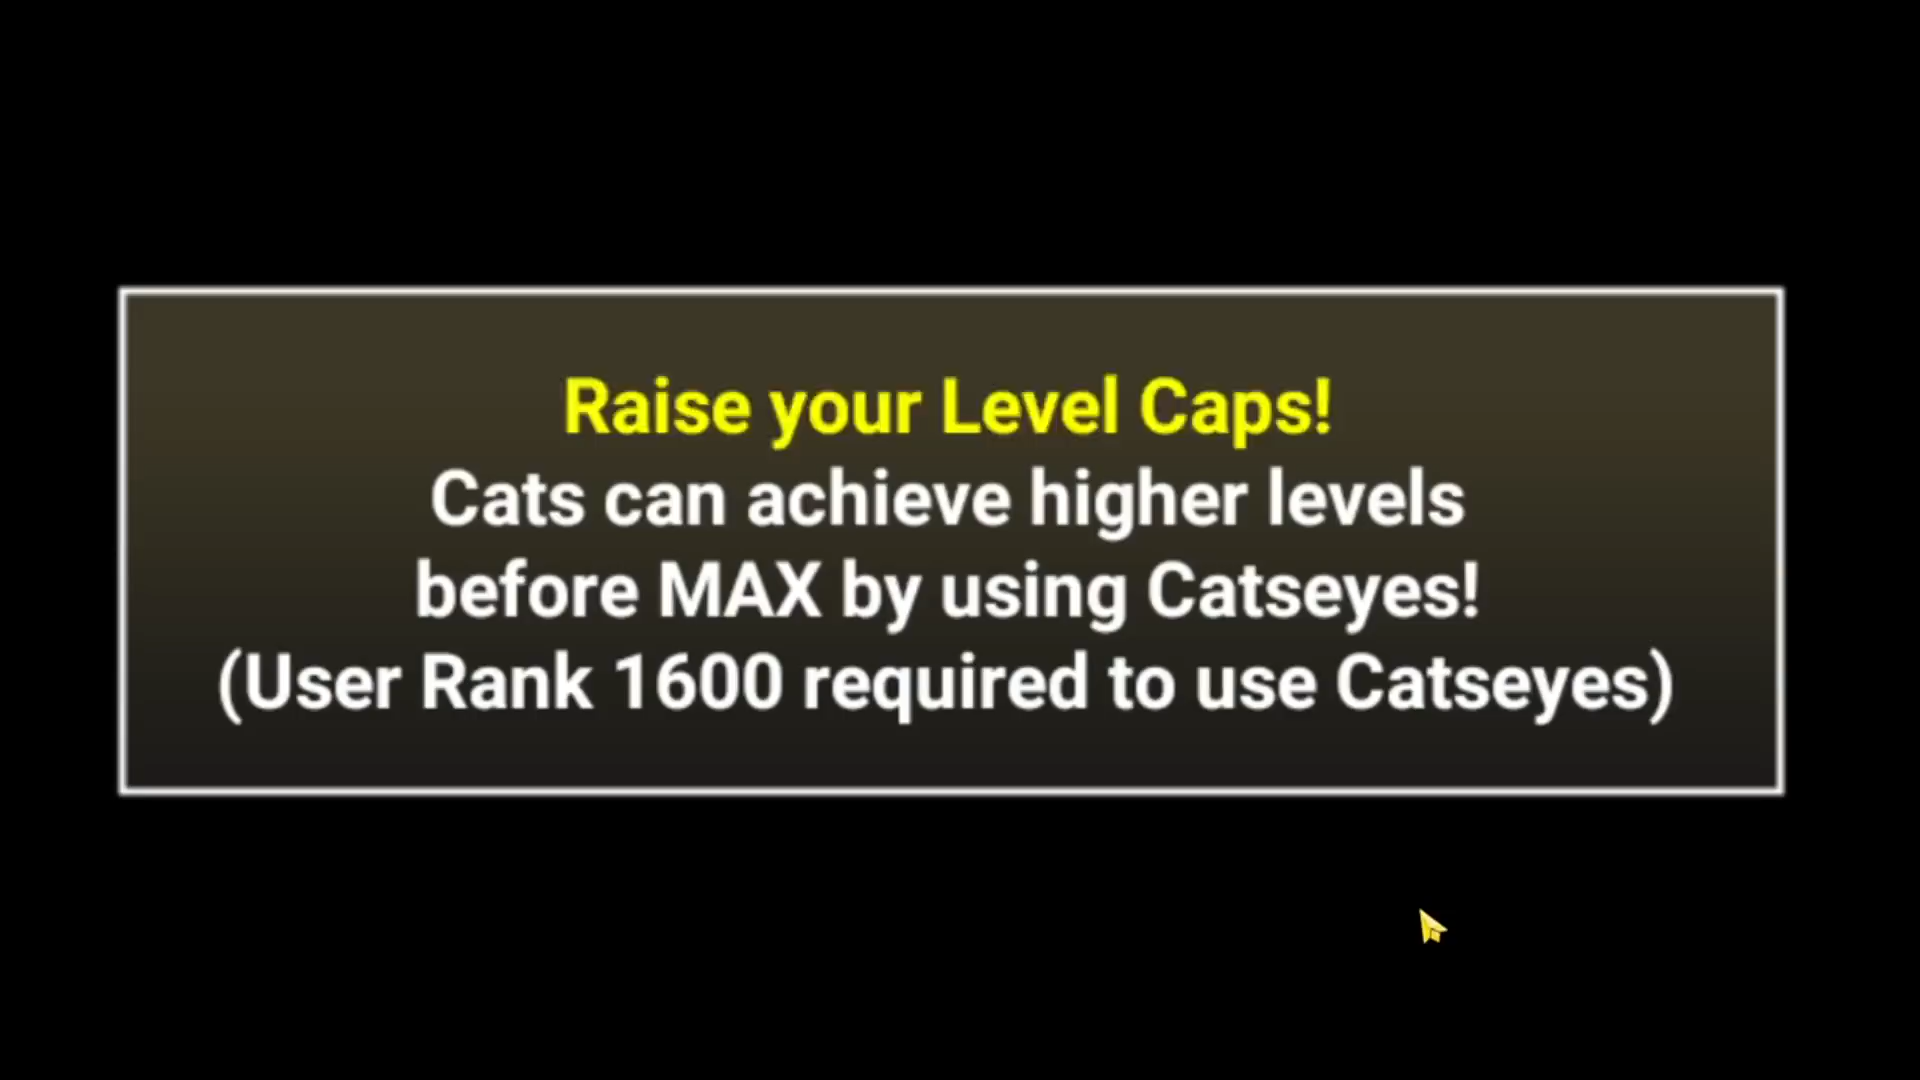 Raise your Level Caps!
Cats can achieve higher levels
before MAX by using Catseyes!
(User Rank 1600 required to use Catseyes)